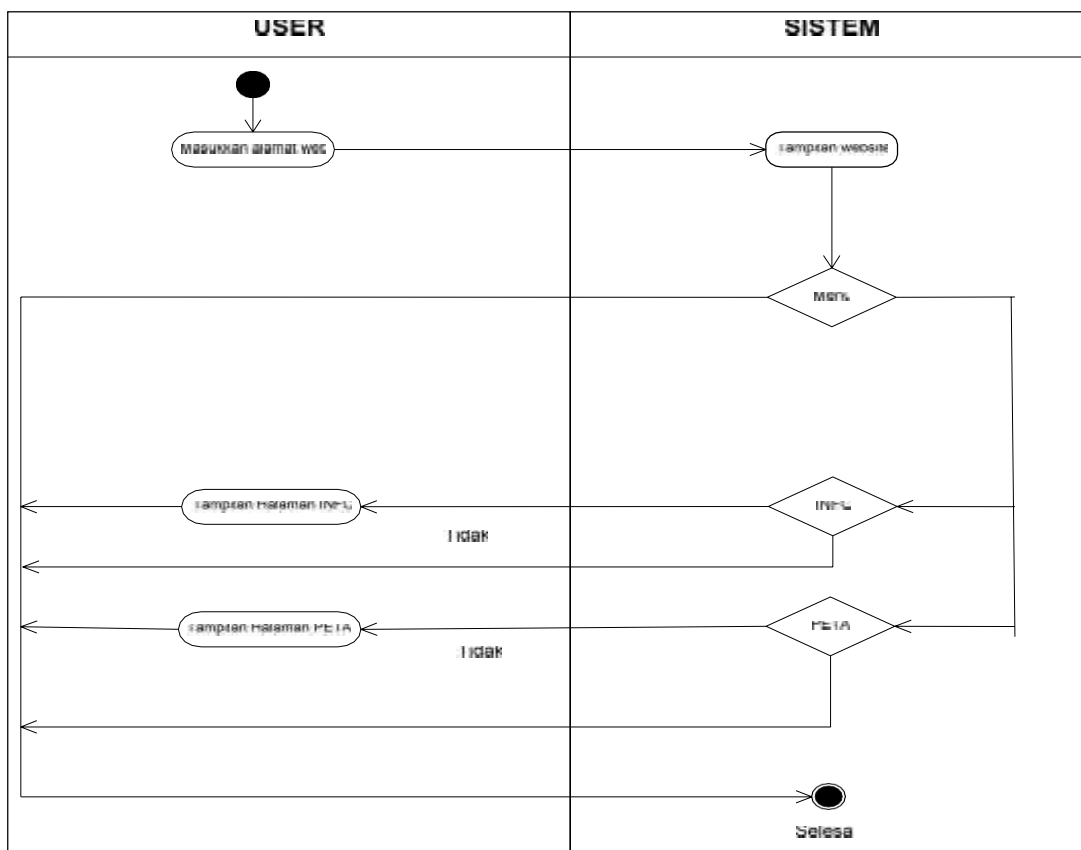 USER
SISTEM
Masukkan alamat web
Tampilan website
Menu
Tampilan Halaman INFO
INFO
Tidak
Tampilan Halaman PETA
PETA
Tidak
Selesai